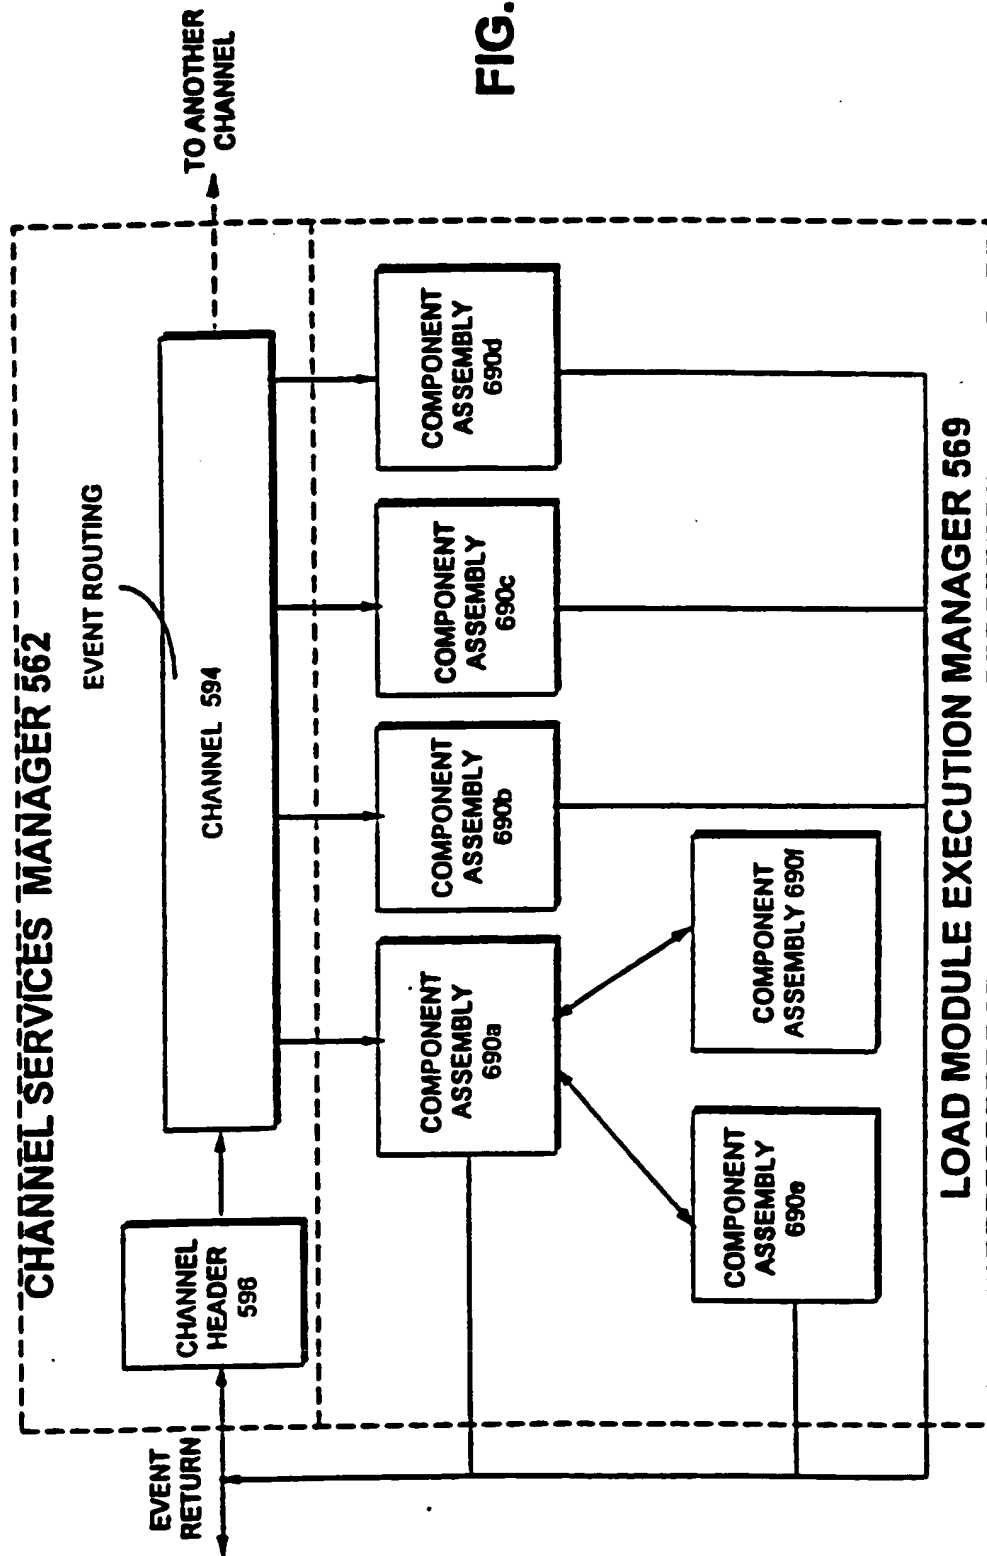 CHANNEL SERVICES MANAGER 562
EVENT ROUTING
TO ANOTHER
CHANNEL
EVENT
RETURN
CHANNEL
HEADER
596
CHANNEL 594
COMPONENT
ASSEMBLY
690a
COMPONENT
ASSEMBLY
690b
COMPONENT
ASSEMBLY
690c
COMPONENT
ASSEMBLY
690d
COMPONENT
ASSEMBLY
690e
COMPONENT
ASSEMBLY 690f
LOAD MODULE EXECUTION MANAGER 569
FIG.